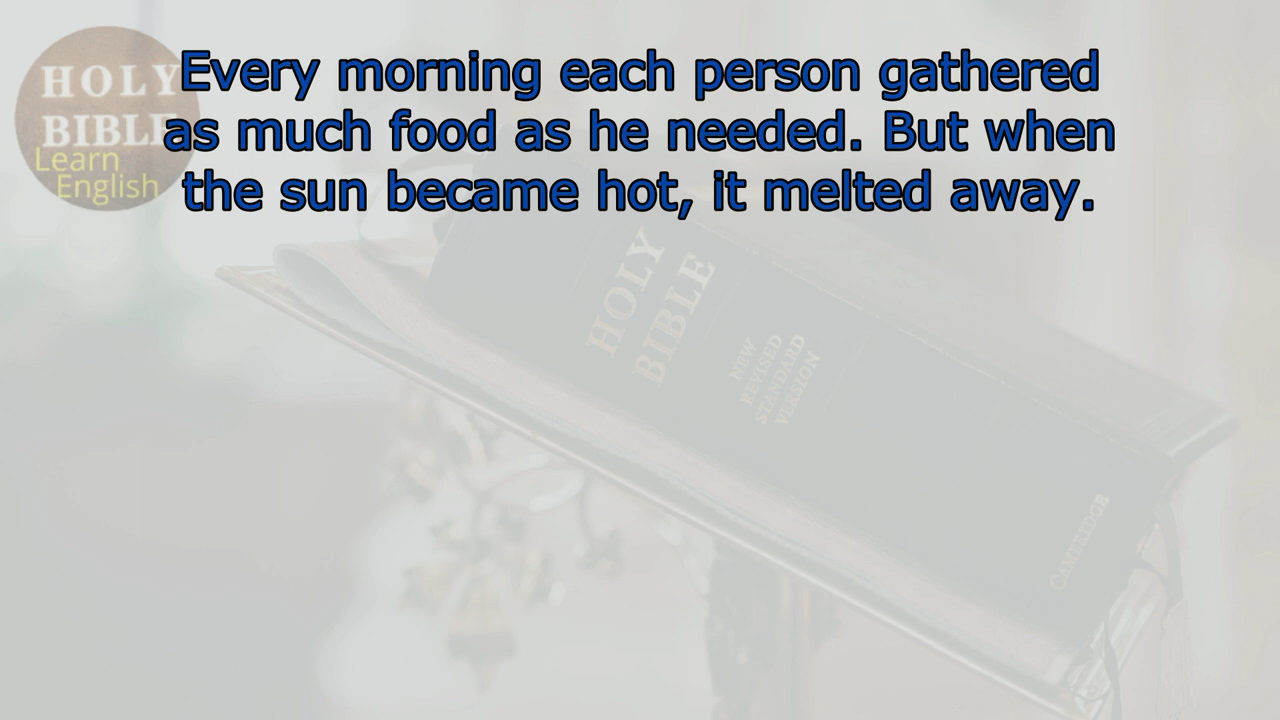 Every morning each person gathered
as much food as he needed. But when
the sun became hot, it melted away.
HOLY
BIBLE
Learn
English
HOLY
BIBLE
NEW
REVISED
STANDARD
VERSION
CAMBRIDGE